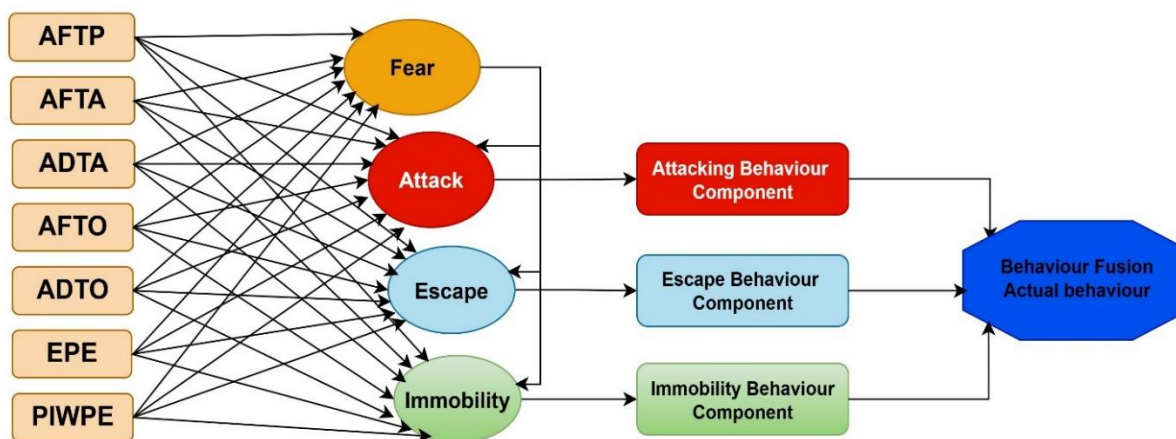 AFTP
AFTA
ADTA
AFTO
ADTO
EPE
PIWPE
Fear
Attack
Escape
Immobility
Attacking Behaviour
Component
Escape Behaviour
Component
Immobility Behaviour
Component
Behaviour Fusion
Actual behaviour